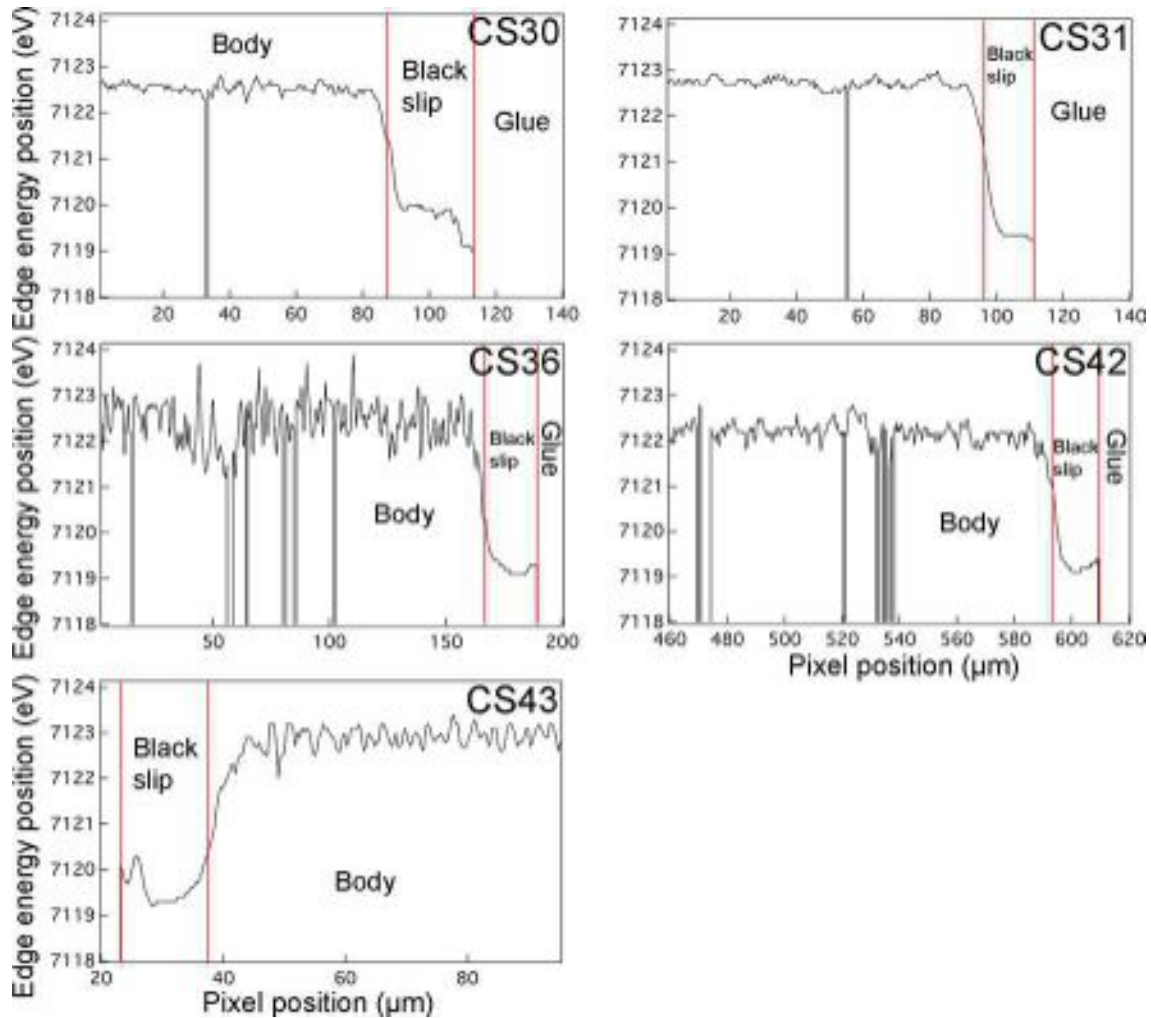 Edge energy position (eV)
7124
7123
7122
7121
7120
7119
7118
Body
CS30
Black
slip
Glue
20 40 60 80 100 120 140
7124
7123
7122
7121
7120
7119
7118
CS31
Black
slip
Glue
20 40 60 80 100 120 140
Edge energy position (eV)
7124
7123
7122
7121
7120
7119
7118
CS36
Black
slip
Glue
Body
50 100 150 200
7124
7123
7122
7121
7120
7119
7118
CS42
Black
slip
Glue
Body
460 480 500 520 540 560 580 600 620
Pixel position (µm)
Edge energy position (eV)
7124
7123
7122
7121
7120
7119
7118
CS43
Black
slip
Body
20 40 60 80
Pixel position (µm)